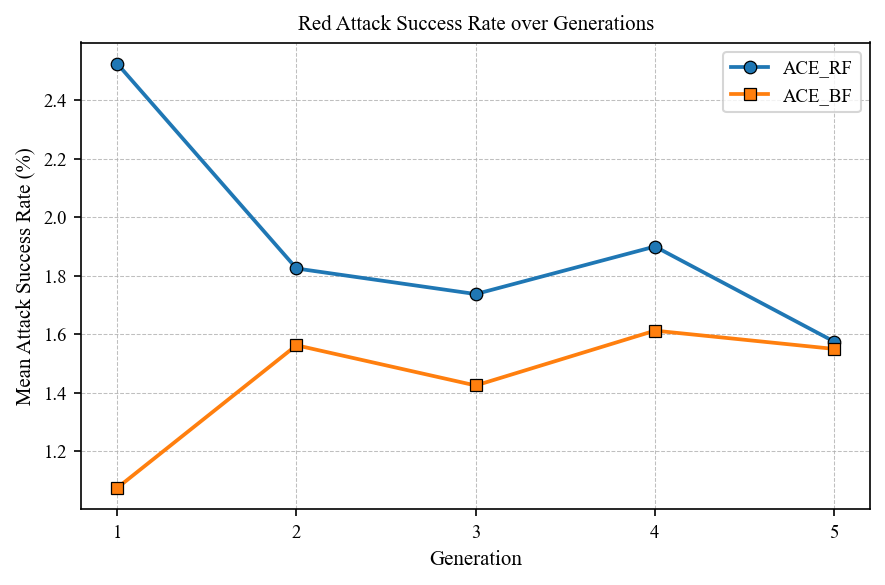 Red Attack Success Rate over Generations
ACE_RF
ACE_BF
Mean Attack Success Rate (%)
2.4
2.2
2.0
1.8
1.6
1.4
1.2
1 2 3 4 5
Generation